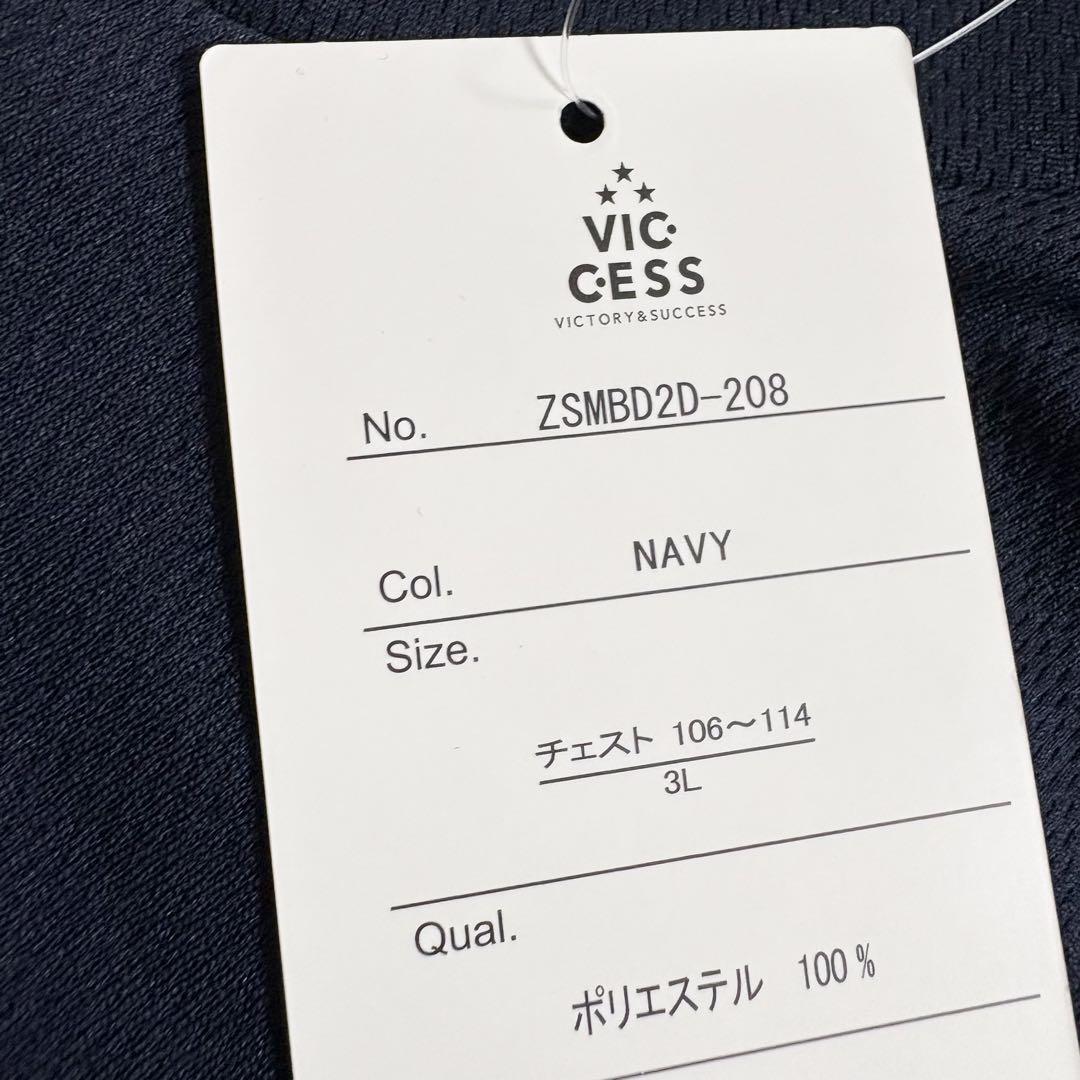 VIC
CESS
VICTORY&SUCCESS
No. ZSMBD2D-208
Col. NAVY
Size.
チェスト 106～114
3L
Qual.
ポリエステル 100%